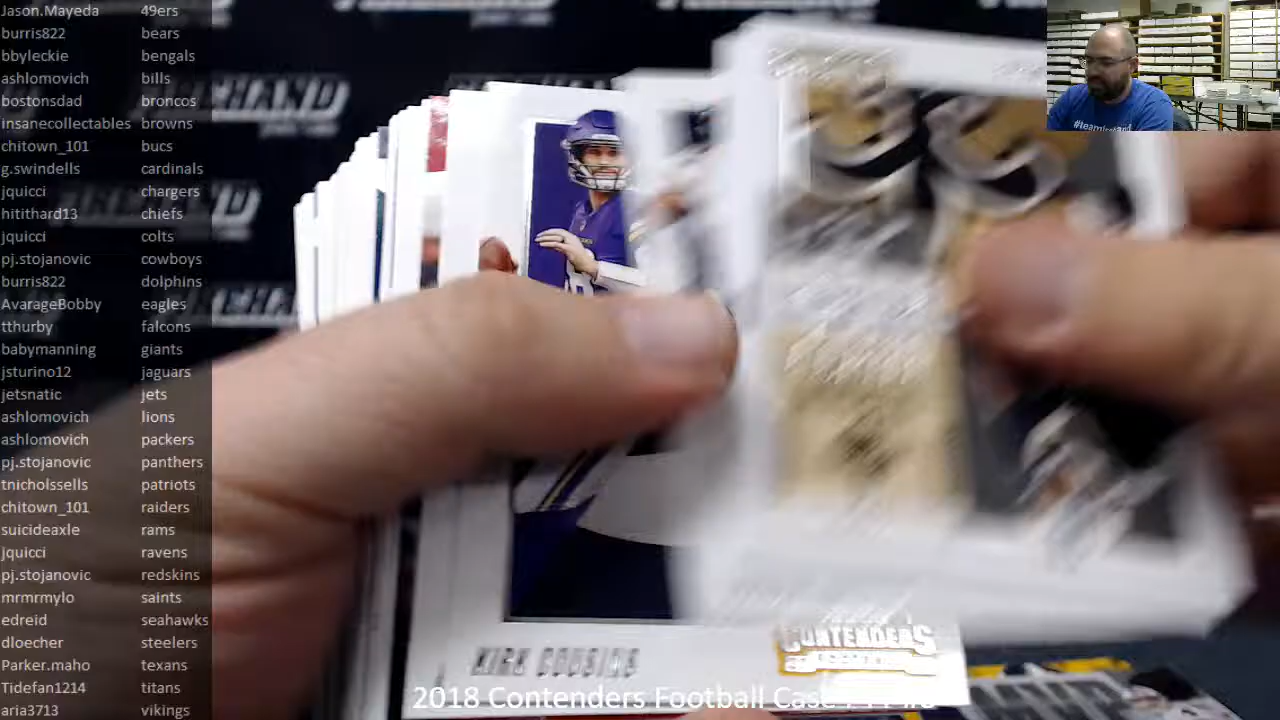 Jason.Mayeda 49ers
burris822 bears
bbyleckie bengals
ashlomovich bills
bostonsdad broncos
insanecollectables browns
chitown_101 bucs
g.swindells cardinals
jquicci chargers
hitithard13 chiefs
jquicci colts
pj.stojanovic cowboys
burris822 dolphins
AvarageBobby eagles
tthurby falcons
babymanning giants
jsturino12 jaguars
jetsnatic jets
ashlomovich lions
ashlomovich packers
pj.stojanovic panthers
tnicholssells patriots
chitown_101 raiders
suicideaxle rams
jquicci ravens
pj.stojanovic redskins
mrmrmylo saints
edreid seahawks
dloecher steelers
Parker.maho texans
Tidefan1214 titans
aria3713 vikings
KIRK COUSINS
CONTENDERS
2018 Contenders Football Case